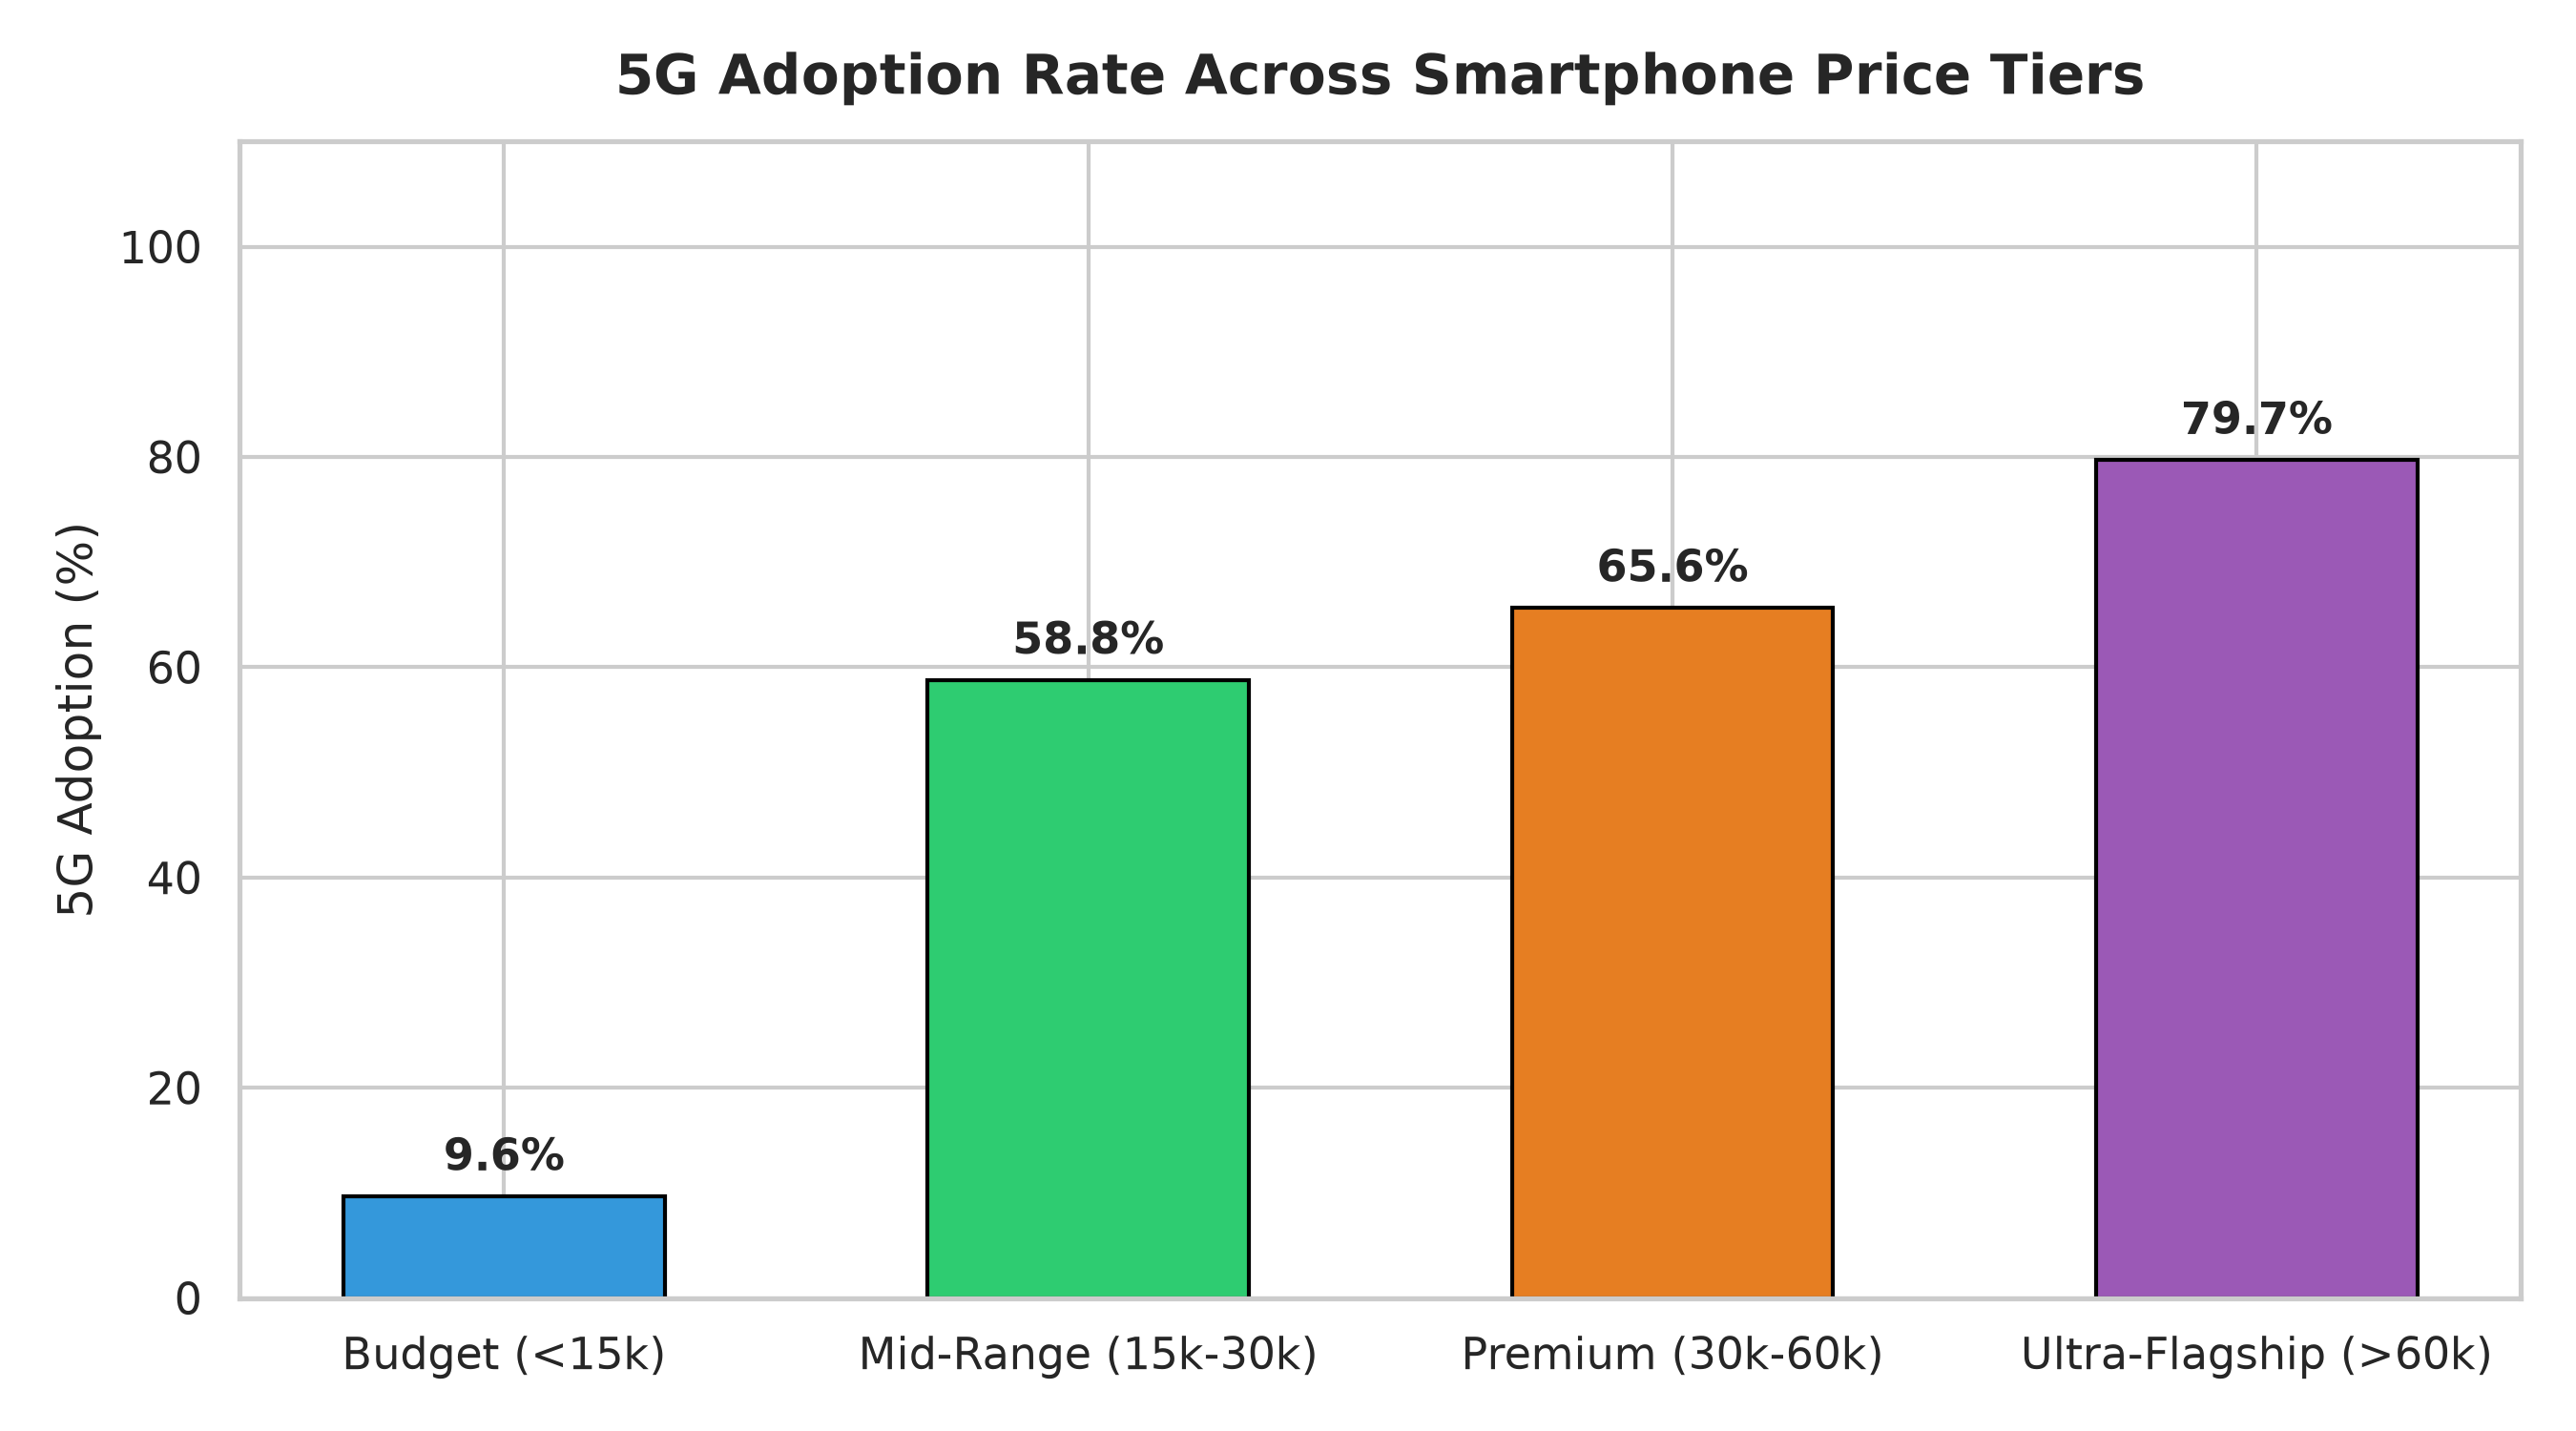 5G Adoption Rate Across Smartphone Price Tiers
5G Adoption (%)
100
80
60
40
20
0
9.6%
58.8%
65.6%
79.7%
Budget (<15k)
Mid-Range (15k-30k)
Premium (30k-60k)
Ultra-Flagship (>60k)